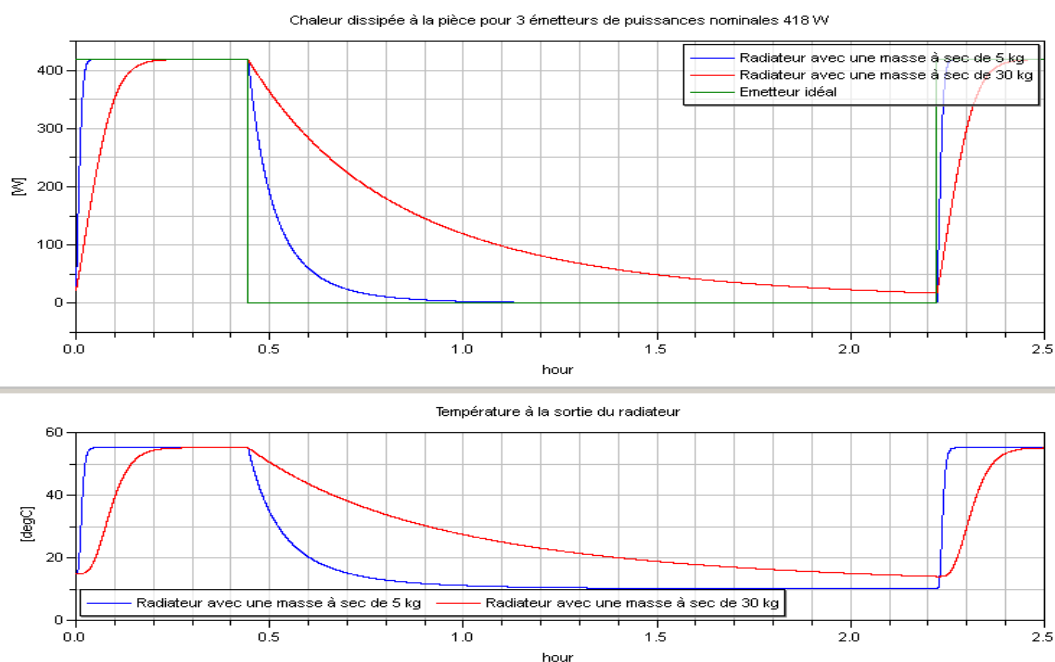 Chaleur dissipée à la pièce pour 3 émetteurs de puissances nominales 418 W
Radiateur avec une masse à sec de 5 kg
Radiateur avec une masse à sec de 30 kg
Emetteur idéal
400
300
200
100
0
[W]
0.0 0.5 1.0 1.5 2.0 2.5
hour
Température à la sortie du radiateur
60
40
20
0
[degC]
Radiateur avec une masse à sec de 5 kg Radiateur avec une masse à sec de 30 kg
0.0 0.5 1.0 1.5 2.0 2.5
hour